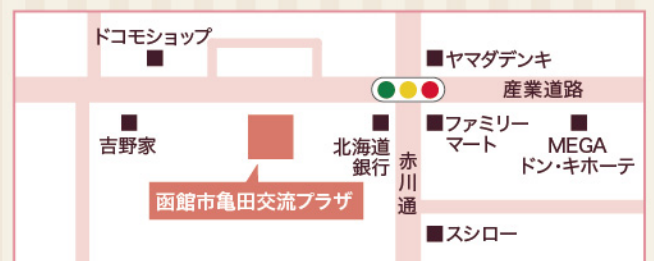 ドコモショップ
ヤマダデンキ
産業道路
吉野家
北海道
銀行
ファミリー
マート
MEGA
ドン・キホーテ
赤川通
函館市亀田交流プラザ
スシロー